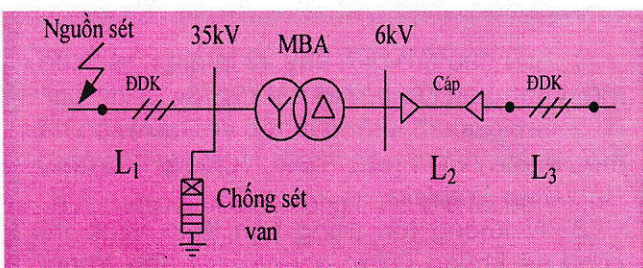 Nguồn sét
35kV
MBA
6kV
ĐDK
Cáp
ĐDK
Y
Δ
L₁
L₂
L₃
Chống sét
van